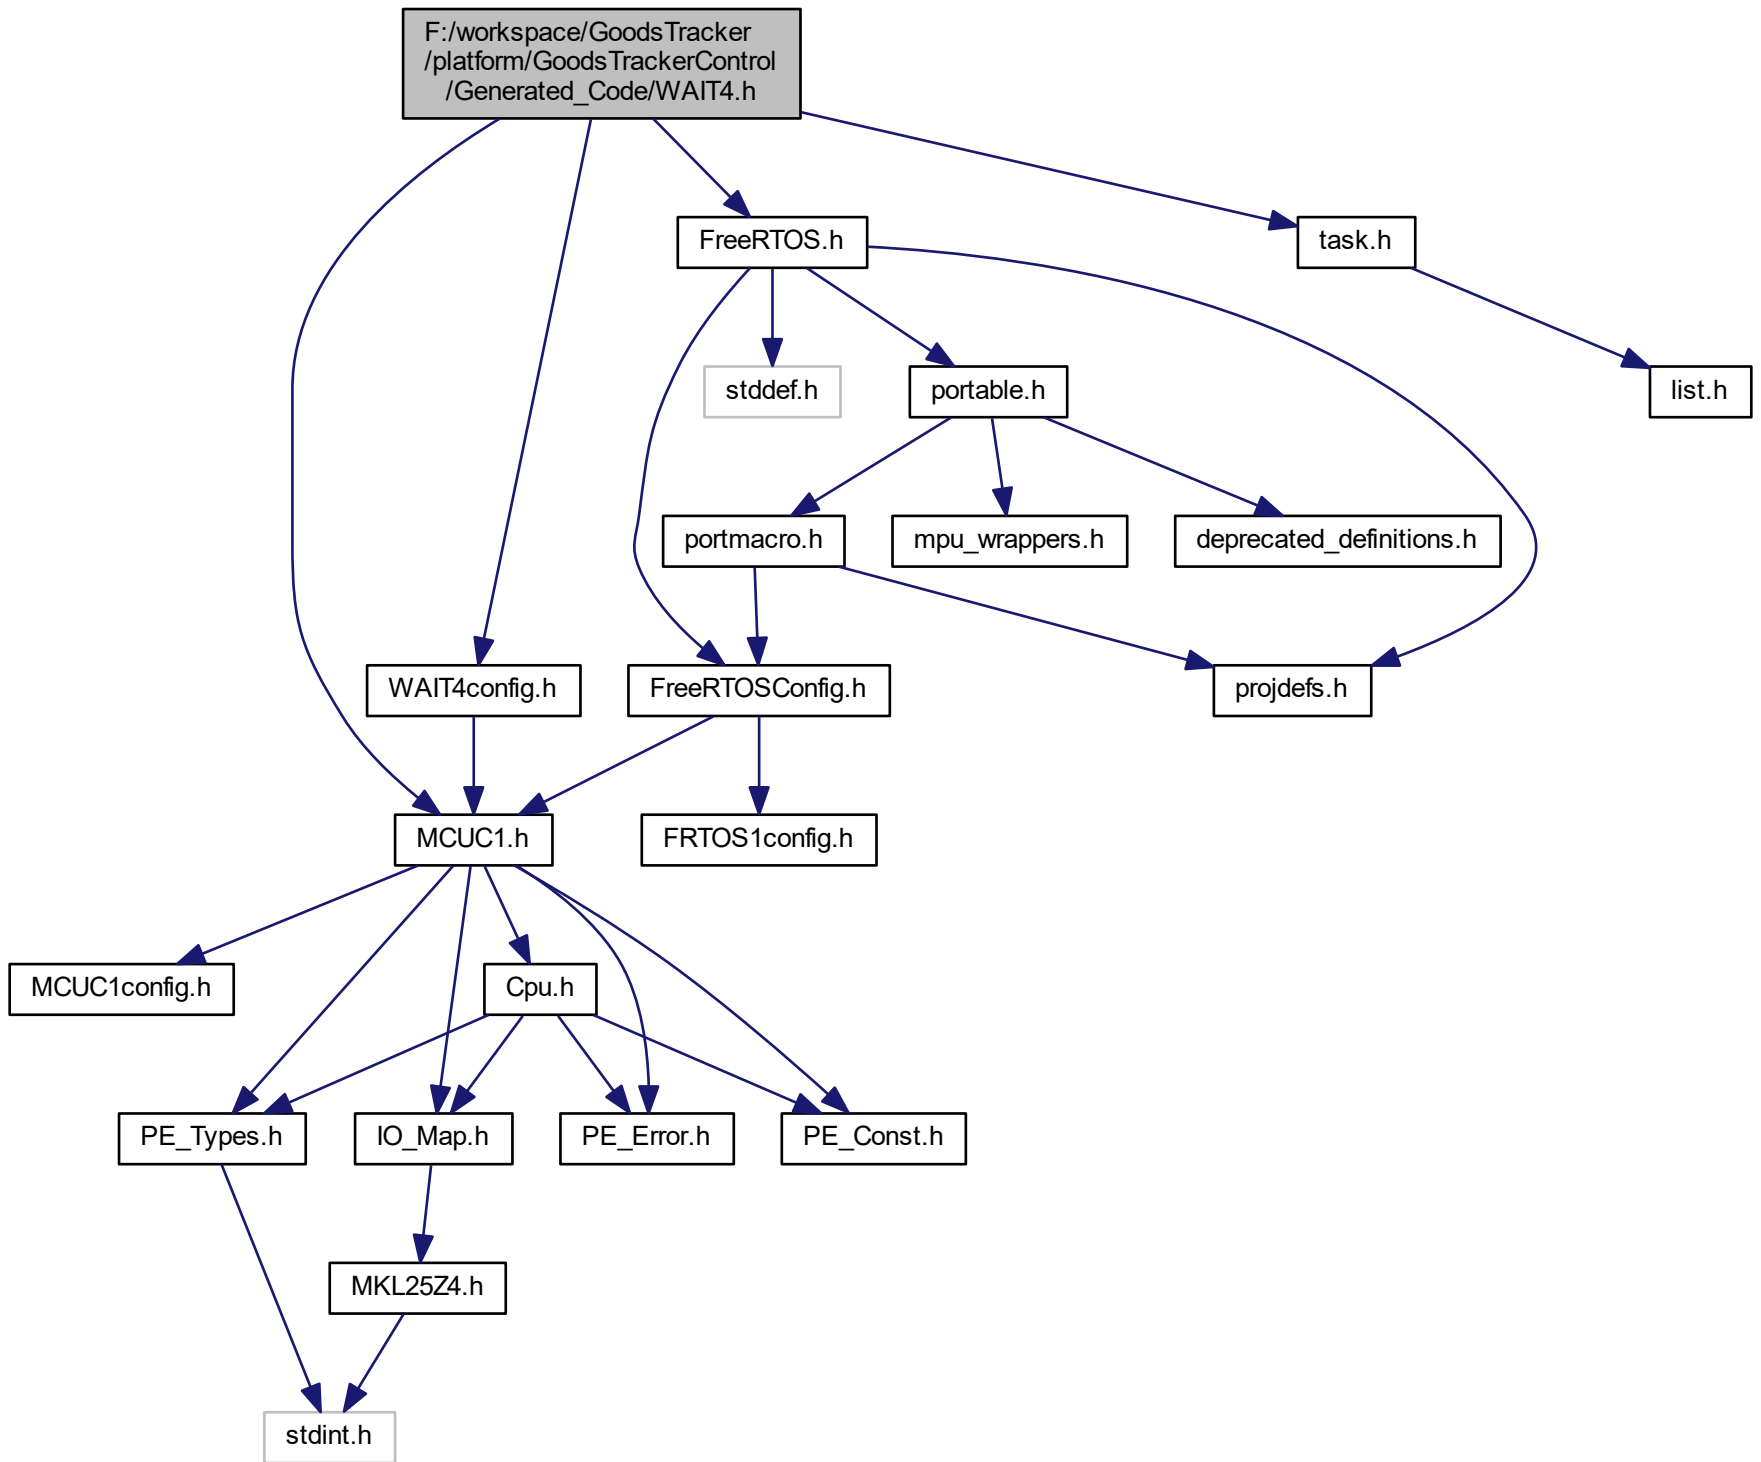 F:/workspace/GoodsTracker
/platform/GoodsTrackerControl
/Generated_Code/WAIT4.h
FreeRTOS.h
task.h
stddef.h
portable.h
list.h
portmacro.h
mpu_wrappers.h
deprecated_definitions.h
WAIT4config.h
FreeRTOSConfig.h
projdefs.h
MCUC1.h
FRTOS1config.h
MCUC1config.h
Cpu.h
PE_Types.h
IO_Map.h
PE_Error.h
PE_Const.h
MKL25Z4.h
stdint.h